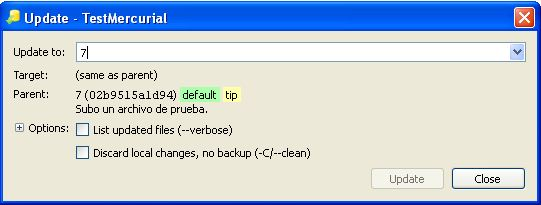 Update - TestMercurial
Update to: 7
Target: (same as parent)
Parent: 7 (02b9515a1d94) default tip
Subo un archivo de prueba.
Options: List updated files (--verbose)
Discard local changes, no backup (-C/--clean)
Update Close